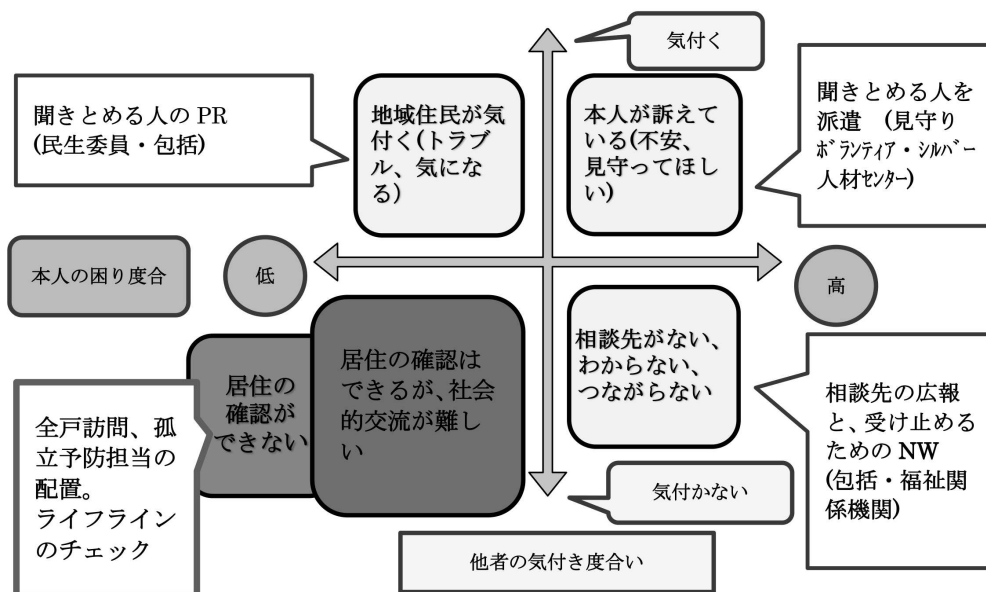 気付く
聞きとめる人の PR
(民生委員・包括)
地域住民が気
付く(トラブ
ル、気にな
る)
本人が訴えて
いる(不安、
見守ってほし
い)
聞きとめる人を
派遣　(見守り
ﾎﾞﾗﾝﾃｨｱ・ｼﾙﾊﾞｰ
人材センター)
本人の困り度合
低
高
居住の
確認が
できない
居住の確認は
できるが、社会
的交流が難し
い
相談先がない、
わからない、
つながらない
全戸訪問、孤
立予防担当の
配置。
ライフライン
のチェック
相談先の広報
と、受け止める
ための NW
(包括・福祉関
係機関)
気付かない
他者の気付き度合い